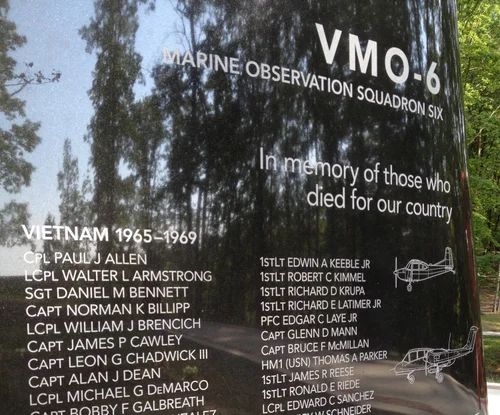 VMO-6
MARINE OBSERVATION SQUADRON SIX
In memory of those who
died for our country
VIETNAM 1965–1969
CPL PAUL J ALLEN
LCPL WALTER L ARMSTRONG
SGT DANIEL M BENNETT
CAPT NORMAN K BILLIPP
LCPL WILLIAM J BRENCICH
CAPT JAMES P CAWLEY
CAPT LEON G CHADWICK III
CAPT ALAN J DEAN
LCPL MICHAEL G DeMARCO
CAPT BOBBY F GALBREATH
1STLT EDWIN A KEEBLE JR
1STLT ROBERT C KIMMEL
1STLT RICHARD D KRUPA
1STLT RICHARD E LATIMER JR
PFC EDGAR C LAYE JR
CAPT GLENN D MANN
CAPT BRUCE F McMILLAN
HM1 (USN) THOMAS A PARKER
1STLT JAMES R REESE
1STLT RONALD E RIEDE
LCPL EDWARD C SANCHEZ
W SCHNEIDER